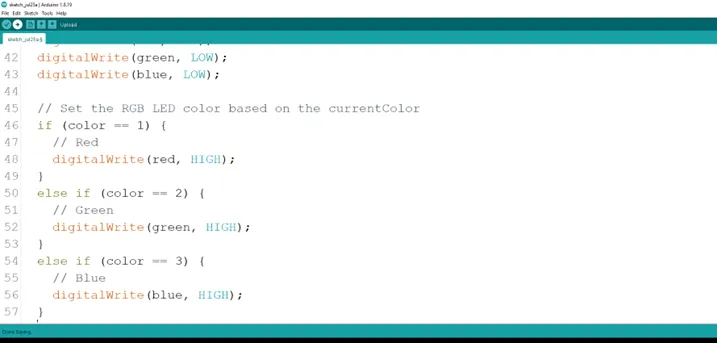 sketch_jul25a | Arduino 1.8.19
File Edit Sketch Tools Help
Upload
sketch_jul25a §
42 digitalWrite(green, LOW);
43 digitalWrite(blue, LOW);
44
45 // Set the RGB LED color based on the currentColor
46 if (color == 1) {
47 // Red
48 digitalWrite(red, HIGH);
49 }
50 else if (color == 2) {
51 // Green
52 digitalWrite(green, HIGH);
53 }
54 else if (color == 3) {
55 // Blue
56 digitalWrite(blue, HIGH);
57 }
Done Saving.